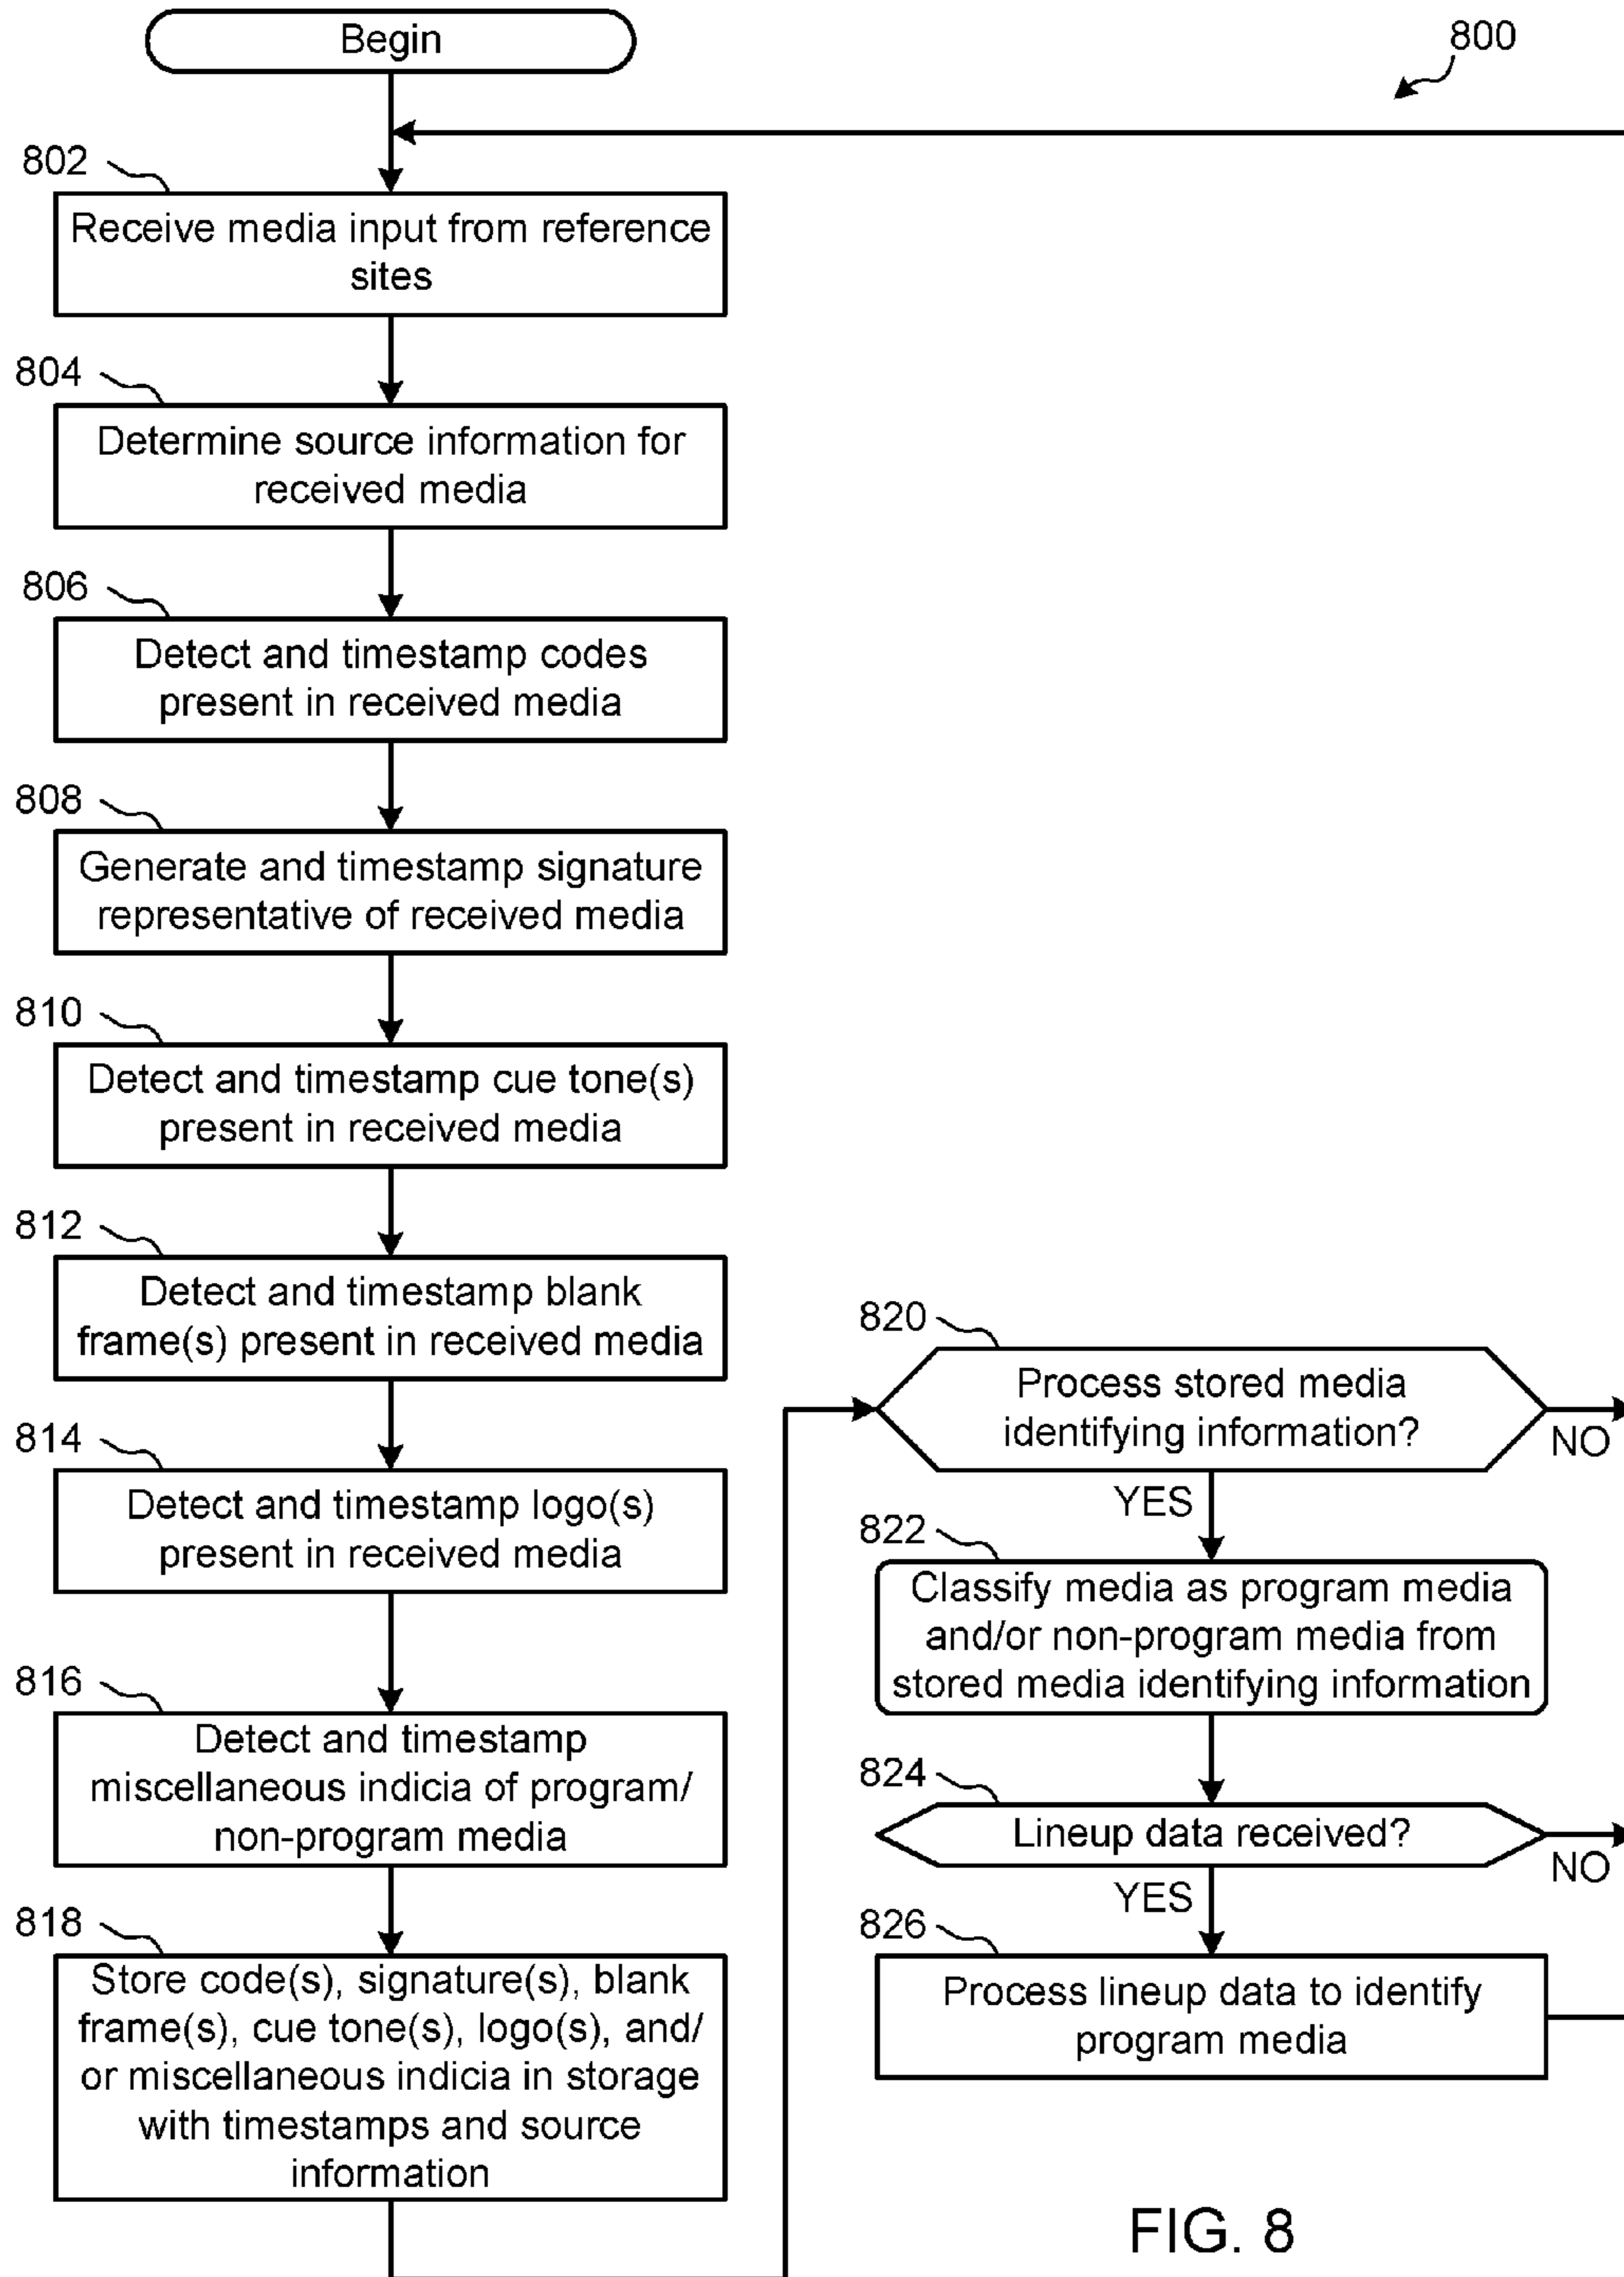 Begin
800
802
Receive media input from reference
sites
804
Determine source information for
received media
806
Detect and timestamp codes
present in received media
808
Generate and timestamp signature
representative of received media
810
Detect and timestamp cue tone(s)
present in received media
812
Detect and timestamp blank
frame(s) present in received media
814
Detect and timestamp logo(s)
present in received media
816
Detect and timestamp
miscellaneous indicia of program/
non-program media
818
Store code(s), signature(s), blank
frame(s), cue tone(s), logo(s), and/
or miscellaneous indicia in storage
with timestamps and source
information
820
Process stored media
identifying information?
NO
YES
822
Classify media as program media
and/or non-program media from
stored media identifying information
824
Lineup data received?
NO
YES
826
Process lineup data to identify
program media
FIG. 8